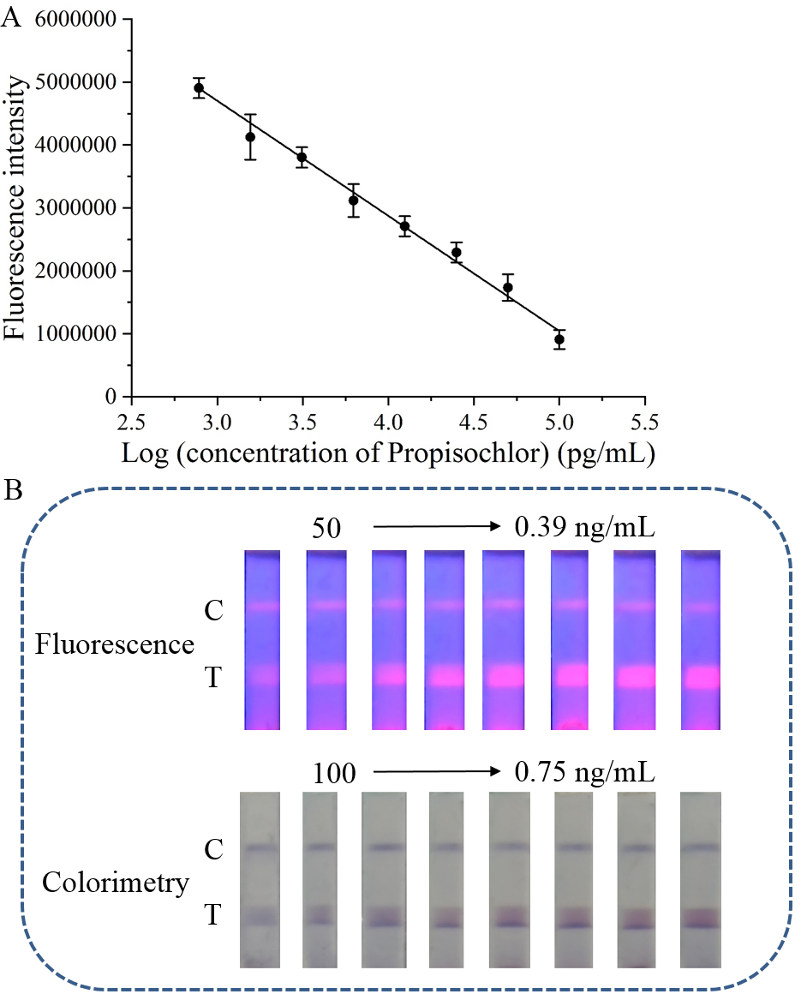 A
6000000
5000000
4000000
3000000
2000000
1000000
0
Fluorescence intensity
2.5 3.0 3.5 4.0 4.5 5.0 5.5
Log (concentration of Propisochlor) (pg/mL)
B
50 0.39 ng/mL
C
Fluorescence
T
100 0.75 ng/mL
C
Colorimetry
T